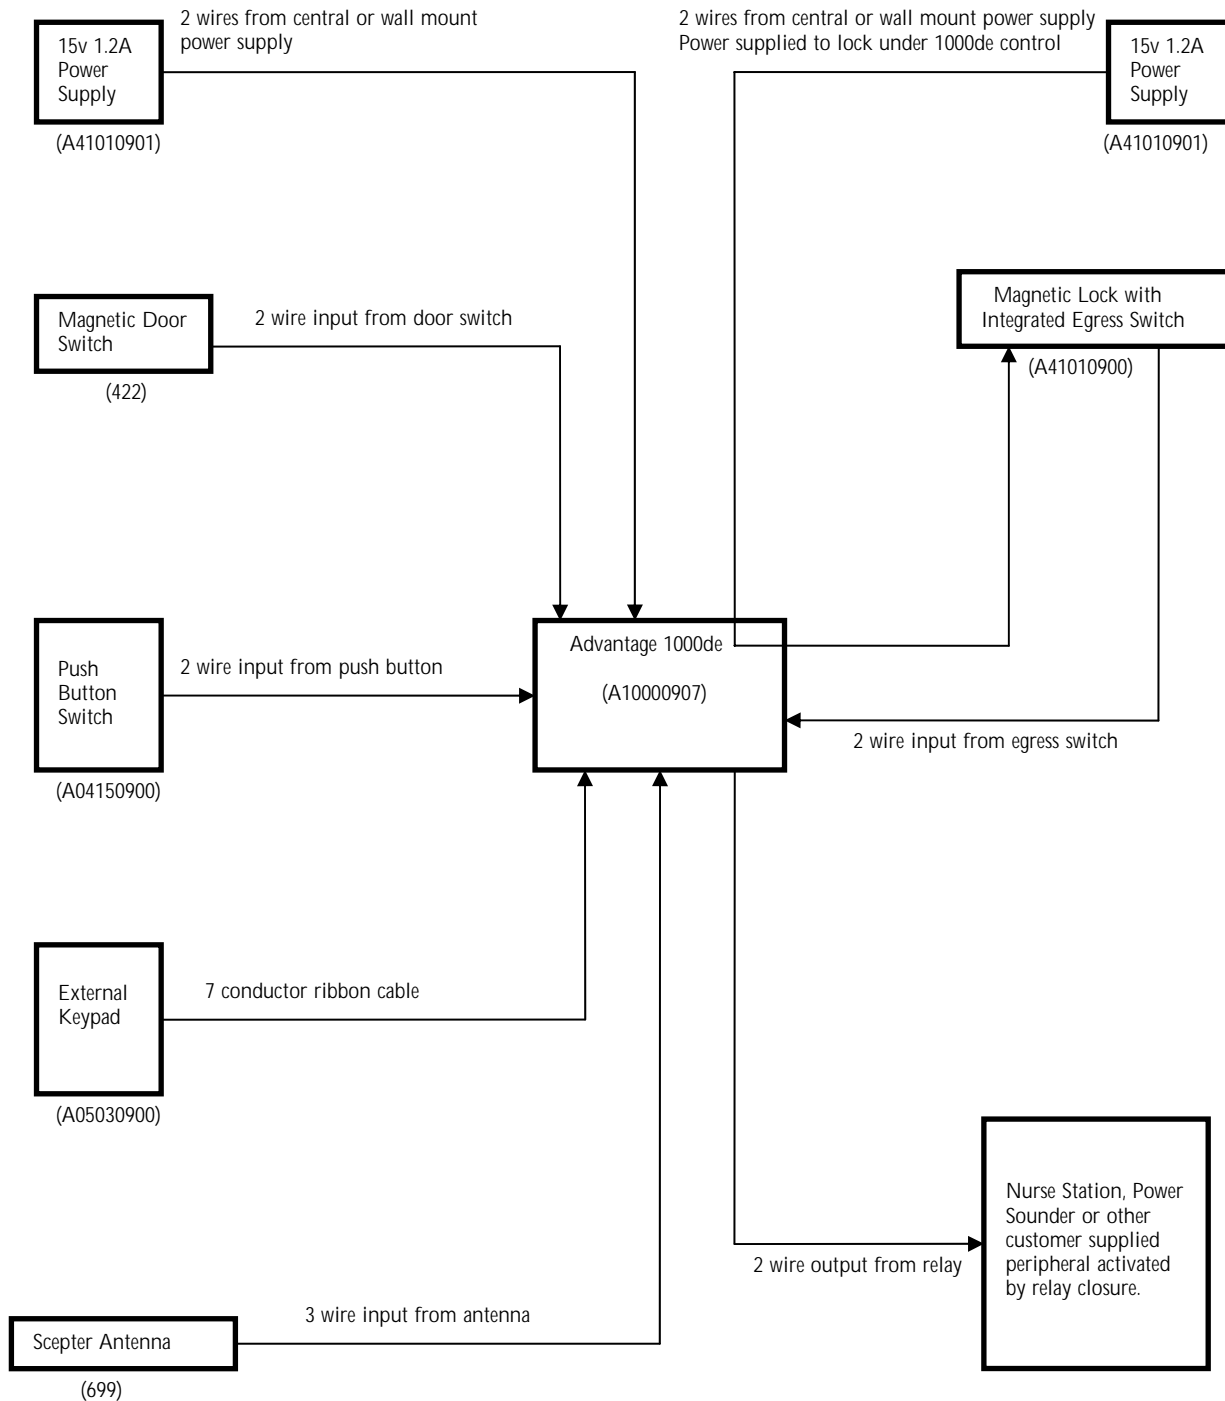 2 wires from central or wall mount
power supply
2 wires from central or wall mount power supply
Power supplied to lock under 1000de control
15v 1.2A
Power
Supply
(A41010901)
15v 1.2A
Power
Supply
(A41010901)
Magnetic Door
Switch
(422)
2 wire input from door switch
Magnetic Lock with
Integrated Egress Switch
(A41010900)
Push
Button
Switch
(A04150900)
2 wire input from push button
Advantage 1000de
(A10000907)
2 wire input from egress switch
External
Keypad
(A05030900)
7 conductor ribbon cable
Nurse Station, Power
Sounder or other
customer supplied
peripheral activated
by relay closure.
2 wire output from relay
3 wire input from antenna
Scepter Antenna
(699)